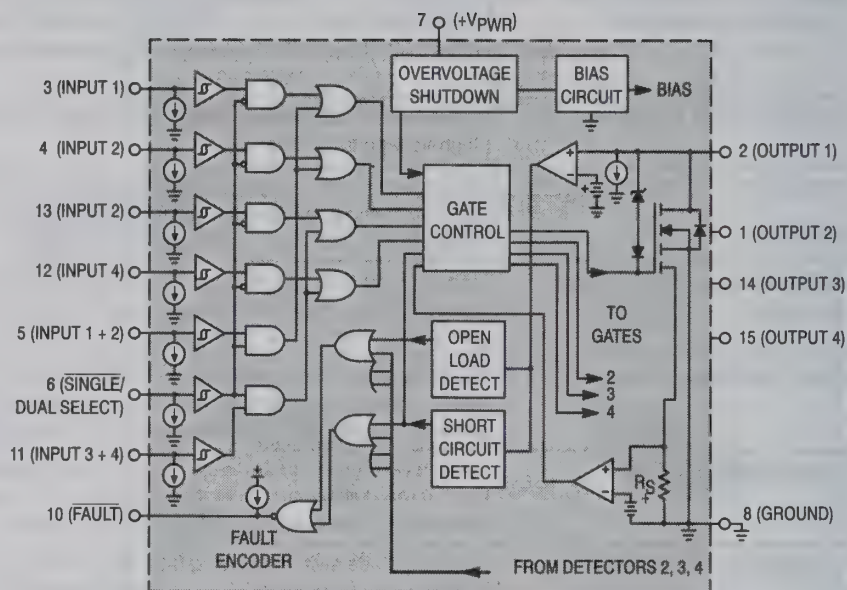 7 (+VPWR)
3 (INPUT 1)
4 (INPUT 2)
13 (INPUT 2)
12 (INPUT 4)
5 (INPUT 1 + 2)
6 (SINGLE/
DUAL SELECT)
11 (INPUT 3 + 4)
10 (FAULT)
OVERVOLTAGE
SHUTDOWN
BIAS
CIRCUIT
BIAS
GATE
CONTROL
2 (OUTPUT 1)
1 (OUTPUT 2)
14 (OUTPUT 3)
15 (OUTPUT 4)
TO
GATES
2
3
4
OPEN
LOAD
DETECT
SHORT
CIRCUIT
DETECT
RS
8 (GROUND)
FAULT
ENCODER
FROM DETECTORS 2, 3, 4